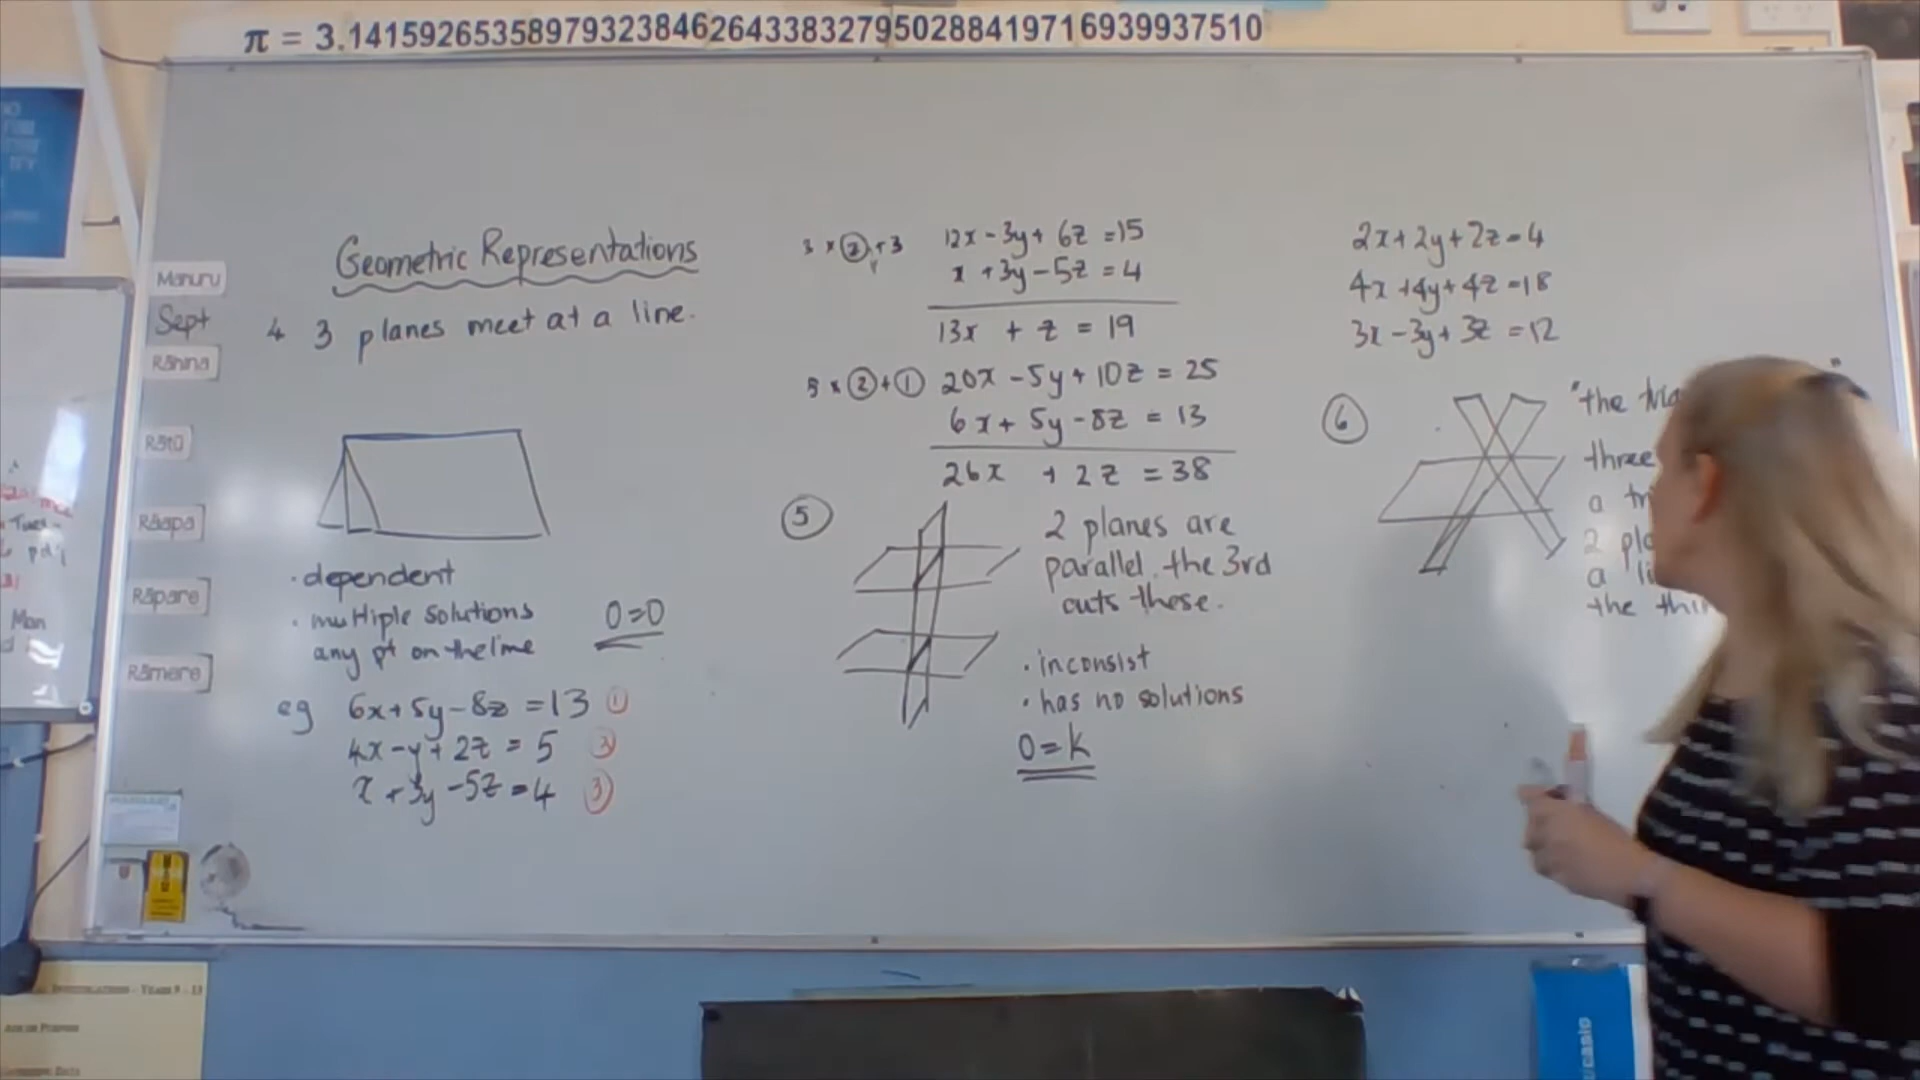 π = 3.14159265358979323846264338327950288419716939937510
Manuru
Sept
Rāhina
Rātū
Rāapa
Rāpare
Rāmere
Geometric Representations
4 3 planes meet at a line.
. dependent
. multiple solutions
any pt on the line
0=0
eg 6x+5y-8z =13 ①
4x-y+2z = 5 ③
x+3y-5z=4 ③
3 x ② + 3 12x-3y+6z =15
x +3y-5z =4
13x + z = 19
5 x ②+① 20x-5y+10z = 25
6x+5y-8z = 13
26x +2z = 38
⑤ 2 planes are
parallel. the 3rd
cuts these.
. inconsist
. has no solutions
0=k
2x+2y+2z=4
4x+4y+4z=18
3x-3y+3z =12
⑥ "the
three
a
2
a
the
Man
CASIO